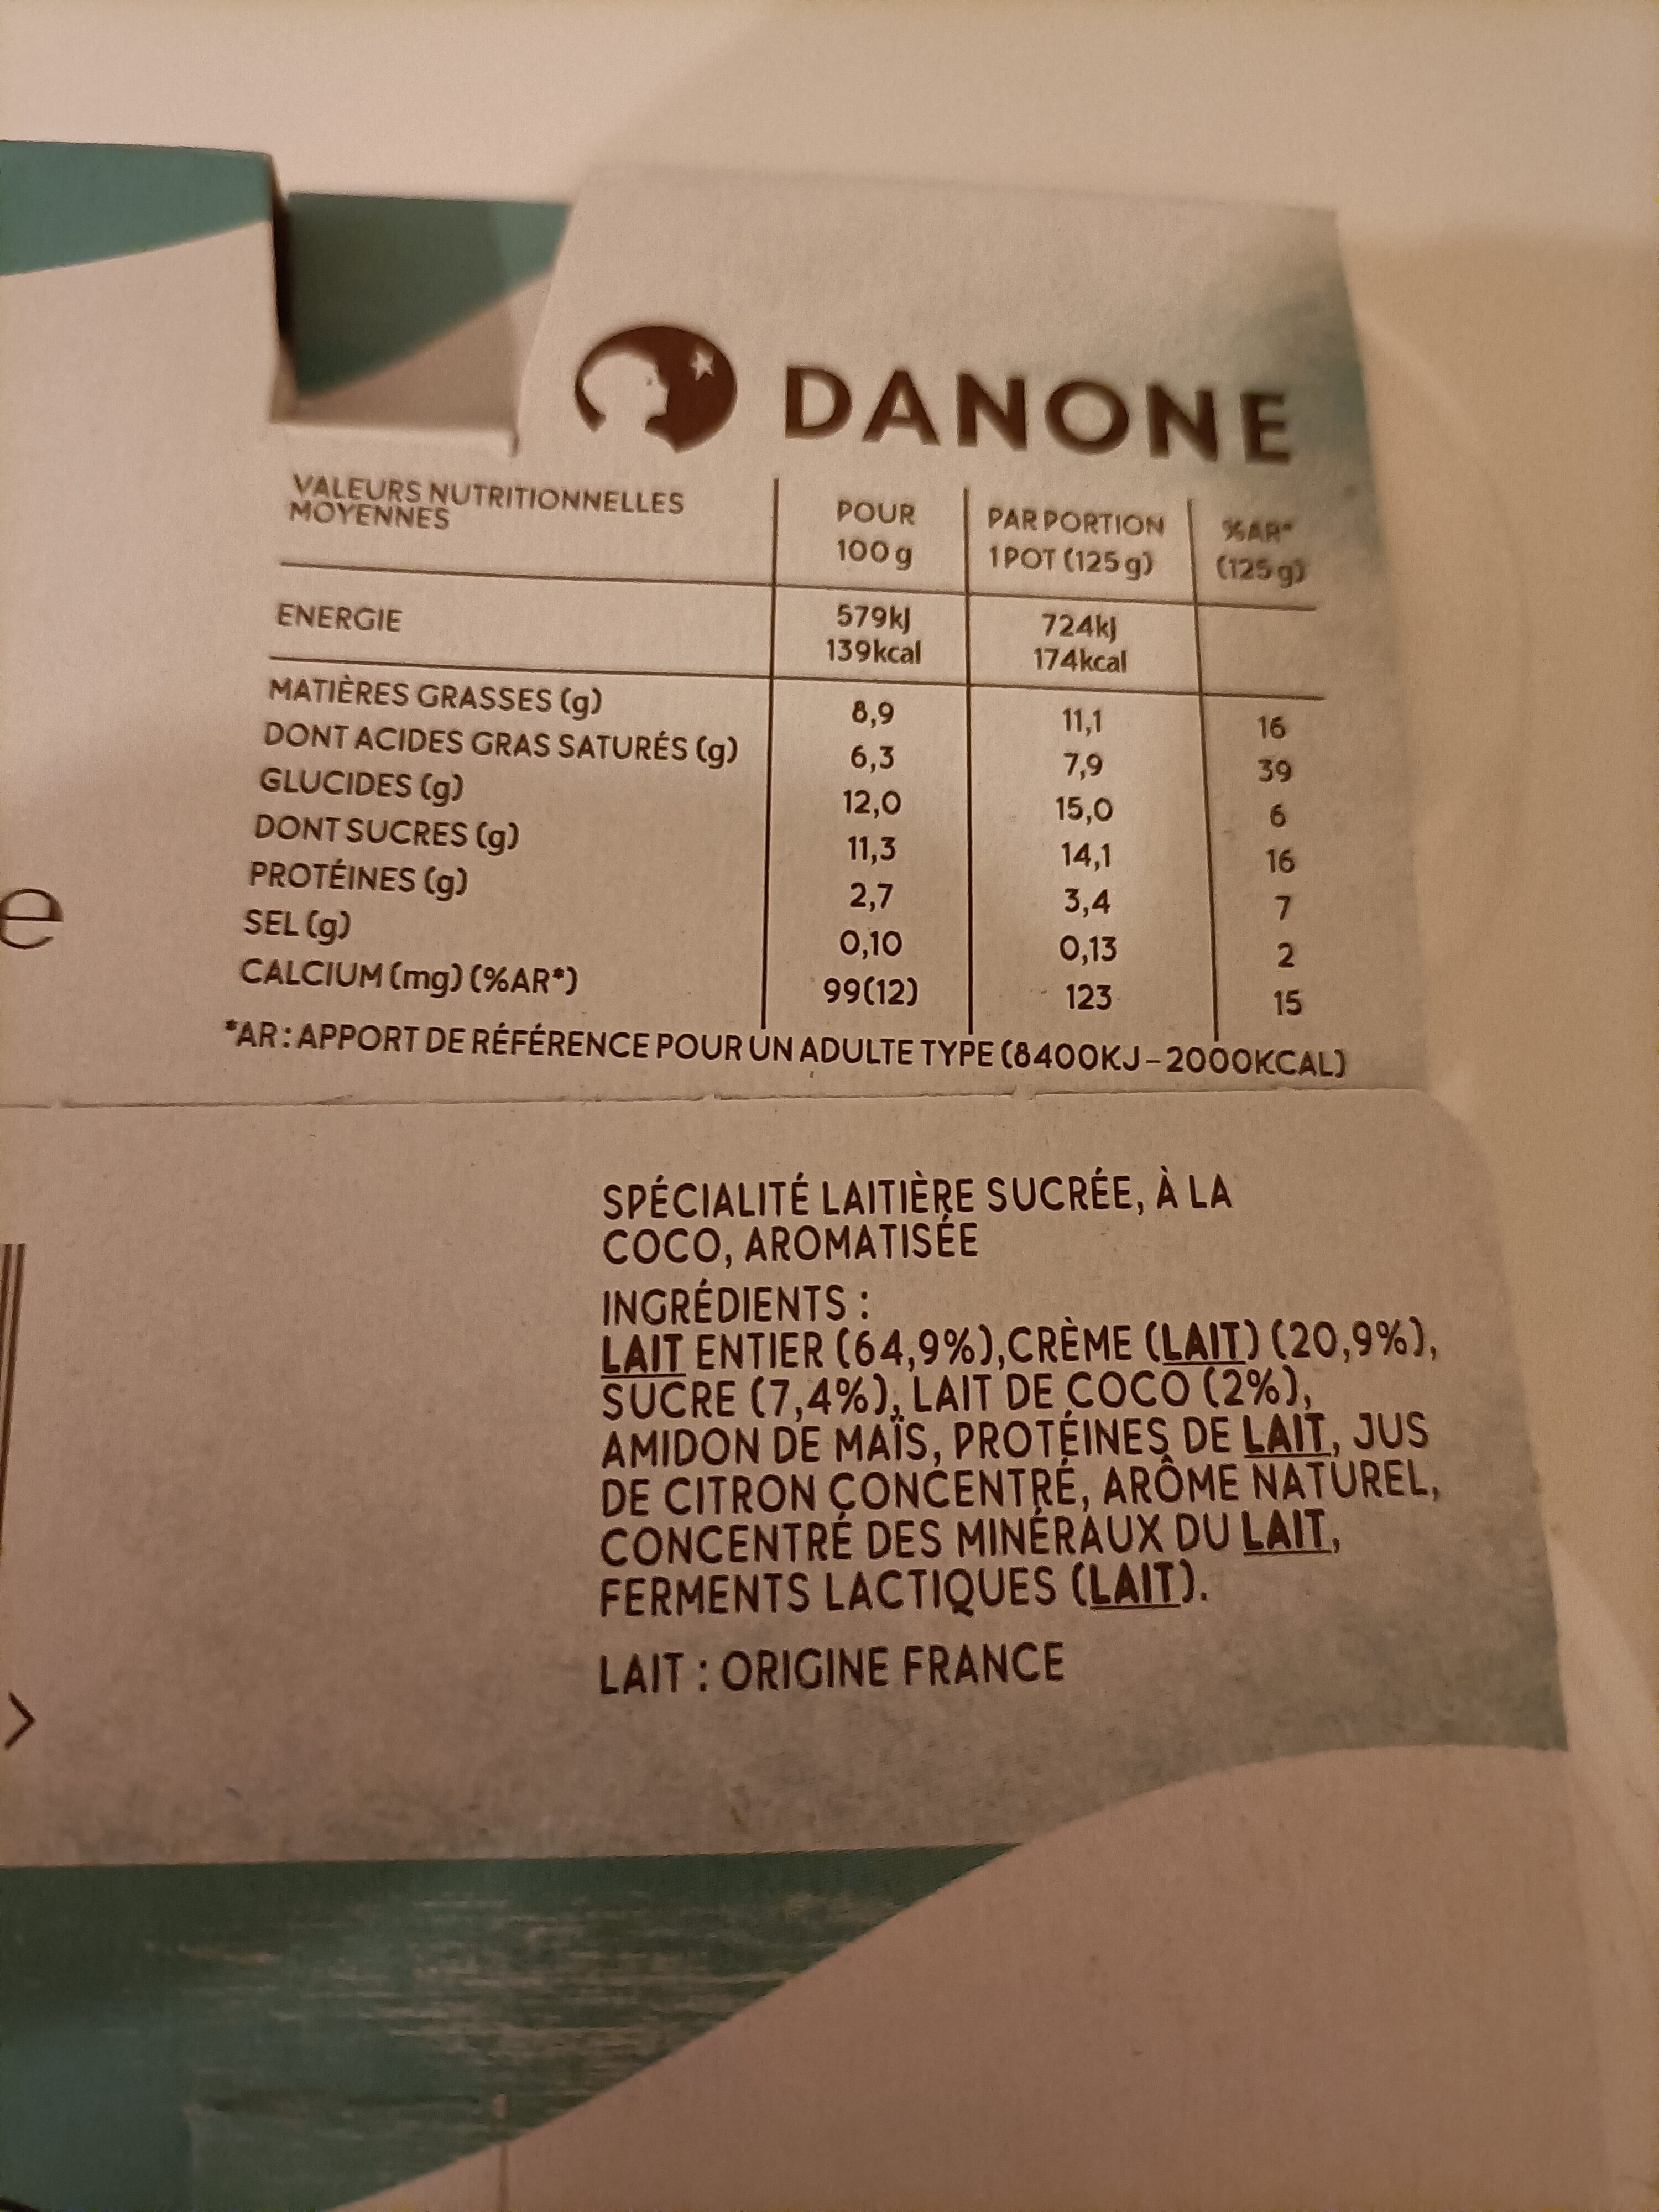 DANONE
VALEURS NUTRITIONNELLES MOYENNES | POUR 100 g | PAR PORTION 1 POT (125 g) | %AR* (125 g)
ENERGIE | 579kJ 139kcal | 724kJ 174kcal
MATIÈRES GRASSES (g) | 8,9 | 11,1 | 16
DONT ACIDES GRAS SATURÉS (g) | 6,3 | 7,9 | 39
GLUCIDES (g) | 12,0 | 15,0 | 6
DONT SUCRES (g) | 11,3 | 14,1 | 16
PROTÉINES (g) | 2,7 | 3,4 | 7
SEL (g) | 0,10 | 0,13 | 2
CALCIUM (mg) (%AR*) | 99(12) | 123 | 15
*AR : APPORT DE RÉFÉRENCE POUR UN ADULTE TYPE (8400KJ – 2000KCAL)
e
SPÉCIALITÉ LAITIÈRE SUCRÉE, À LA
COCO, AROMATISÉE
INGRÉDIENTS :
LAIT ENTIER (64,9%),CRÈME (LAIT) (20,9%),
SUCRE (7,4%), LAIT DE COCO (2%),
AMIDON DE MAÏS, PROTÉINES DE LAIT, JUS
DE CITRON CONCENTRÉ, ARÔME NATUREL,
CONCENTRÉ DES MINÉRAUX DU LAIT,
FERMENTS LACTIQUES (LAIT).
LAIT : ORIGINE FRANCE
>